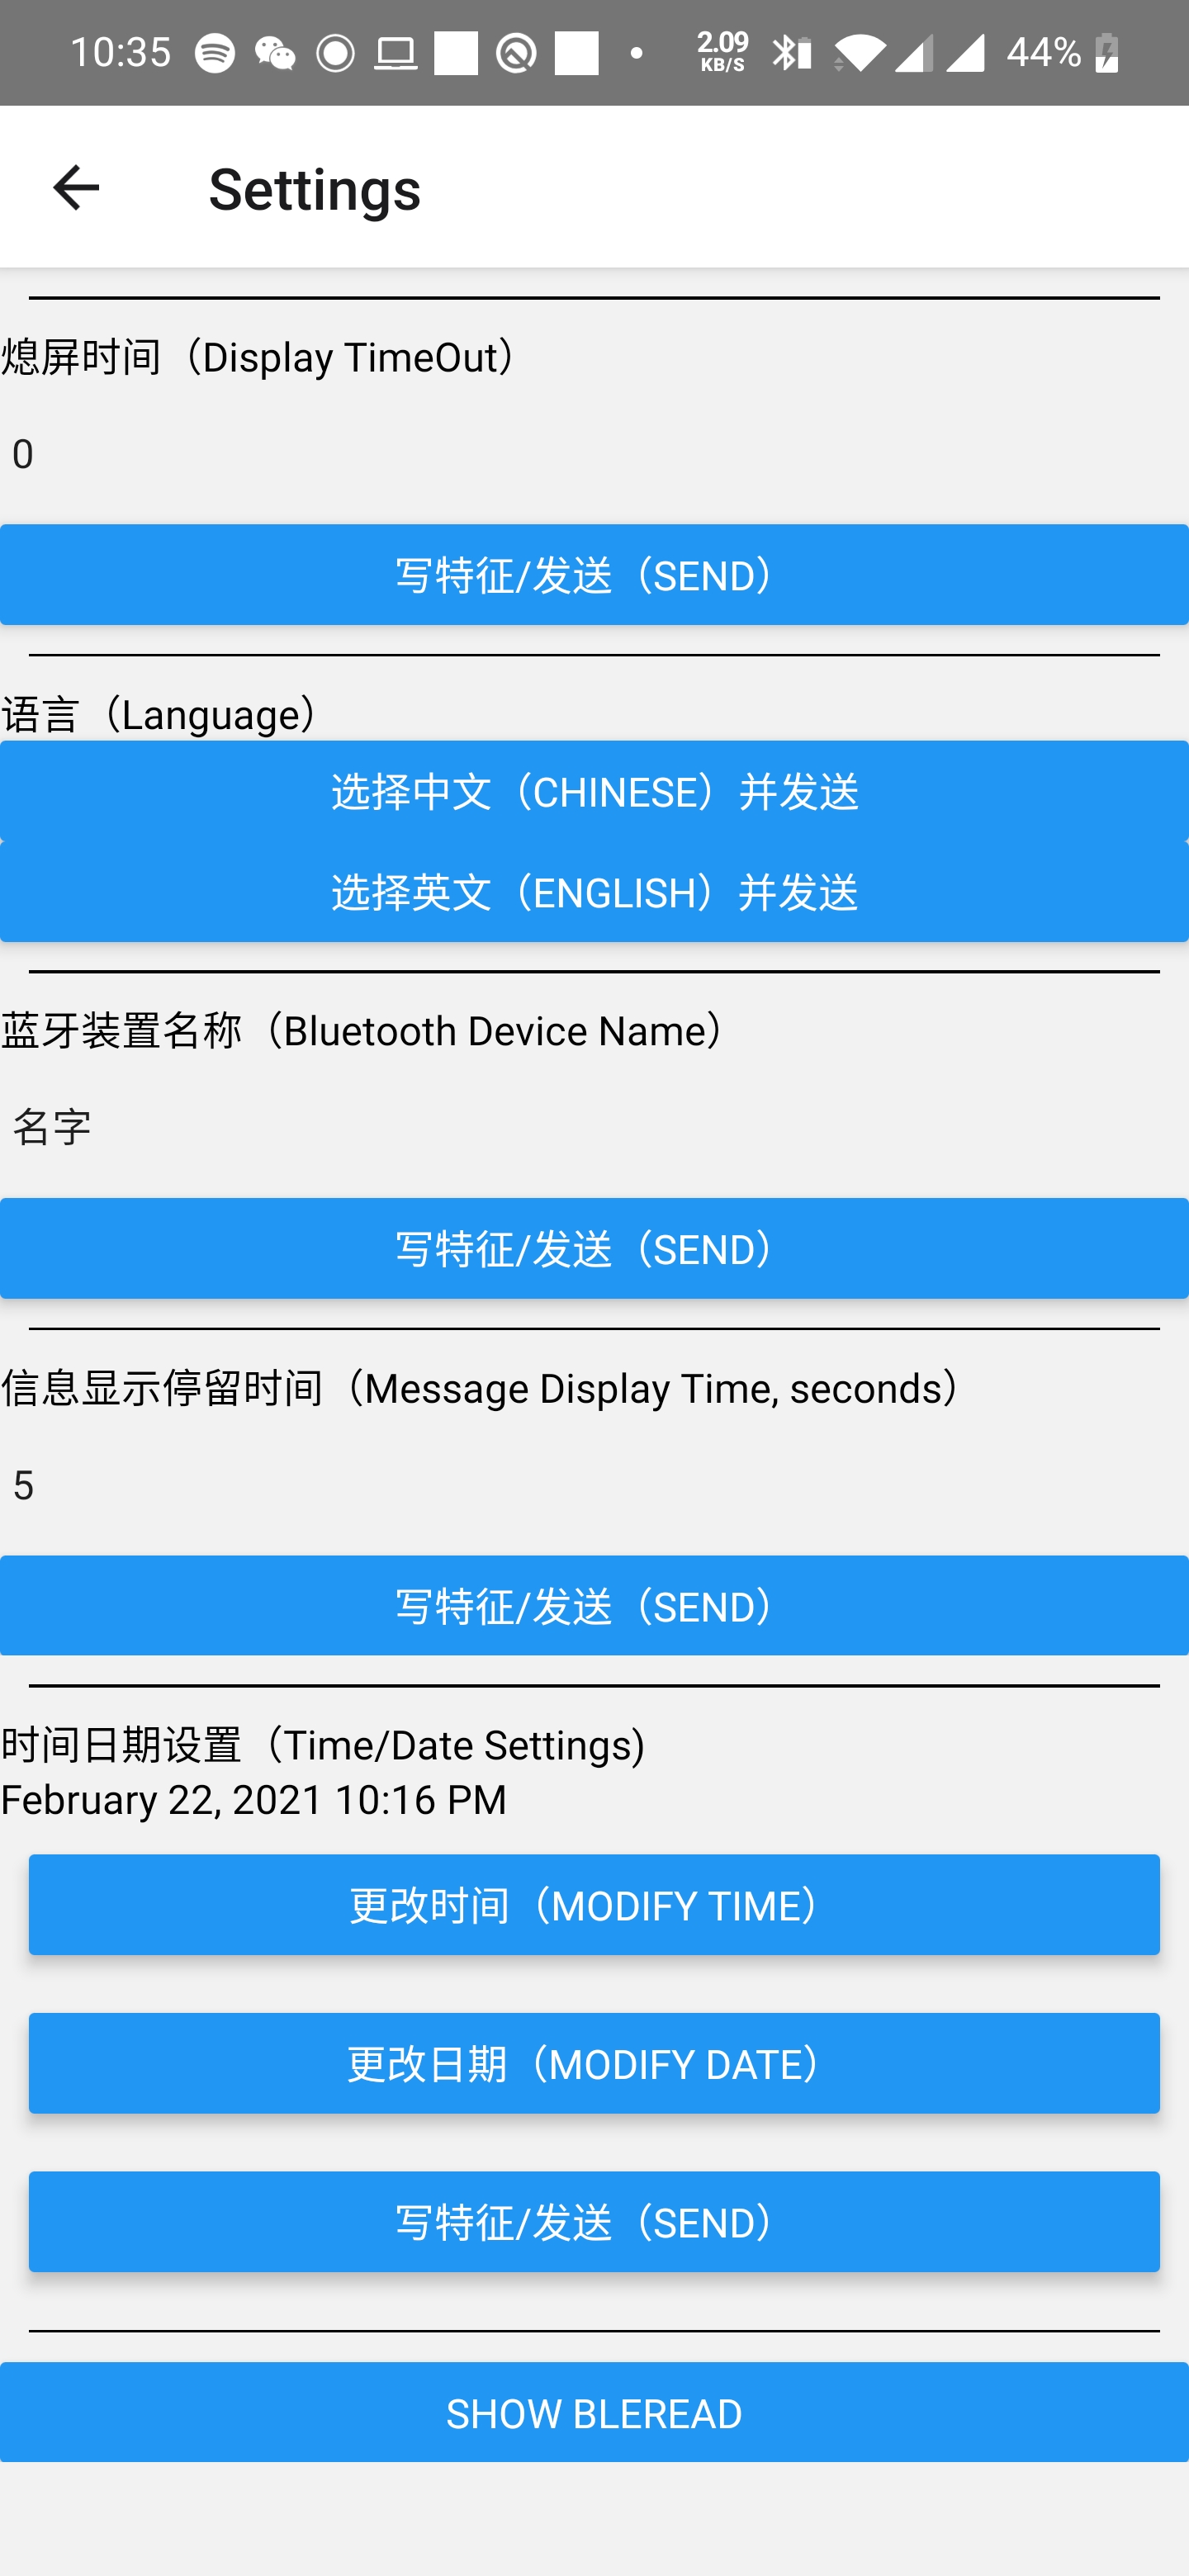 10:35 2.09 KB/S 44%
Settings
熄屏时间（Display TimeOut）
0
写特征/发送（SEND）
语言（Language）
选择中文（CHINESE）并发送
选择英文（ENGLISH）并发送
蓝牙装置名称（Bluetooth Device Name）
名字
写特征/发送（SEND）
信息显示停留时间（Message Display Time, seconds）
5
写特征/发送（SEND）
时间日期设置（Time/Date Settings)
February 22, 2021 10:16 PM
更改时间（MODIFY TIME）
更改日期（MODIFY DATE）
写特征/发送（SEND）
SHOW BLEREAD